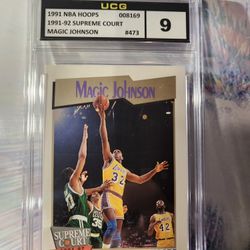 UCG
1991 NBA HOOPS 008169
1991-92 SUPREME COURT
MAGIC JOHNSON #473
9
MAGIC JOHNSON
32
42
SUPREME
COURT